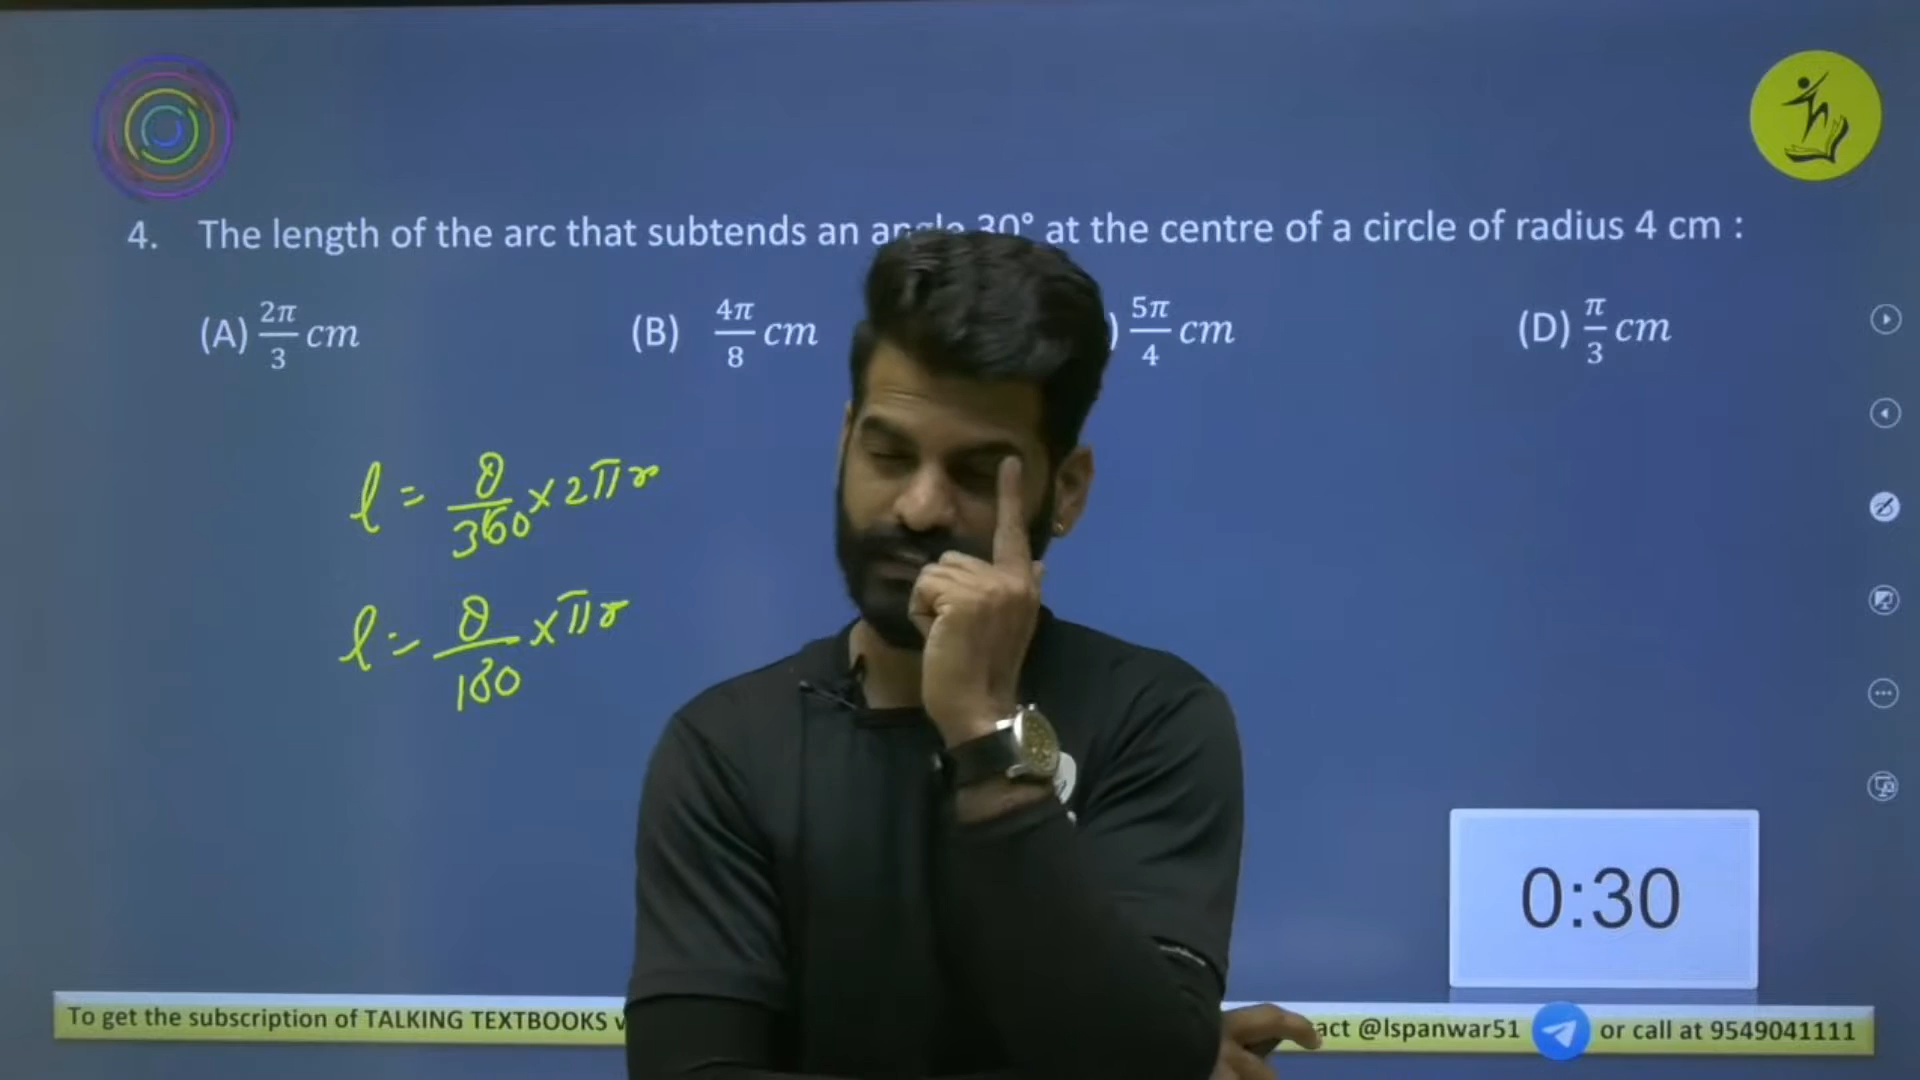 4. The length of the arc that subtends an angle 30° at the centre of a circle of radius 4 cm :
(A) 2π/3 cm (B) 4π/8 cm ) 5π/4 cm (D) π/3 cm
l = θ/360 × 2πr
l = θ/180 × πr
0:30
To get the subscription of TALKING TEXTBOOKS @lspanwar51 or call at 9549041111